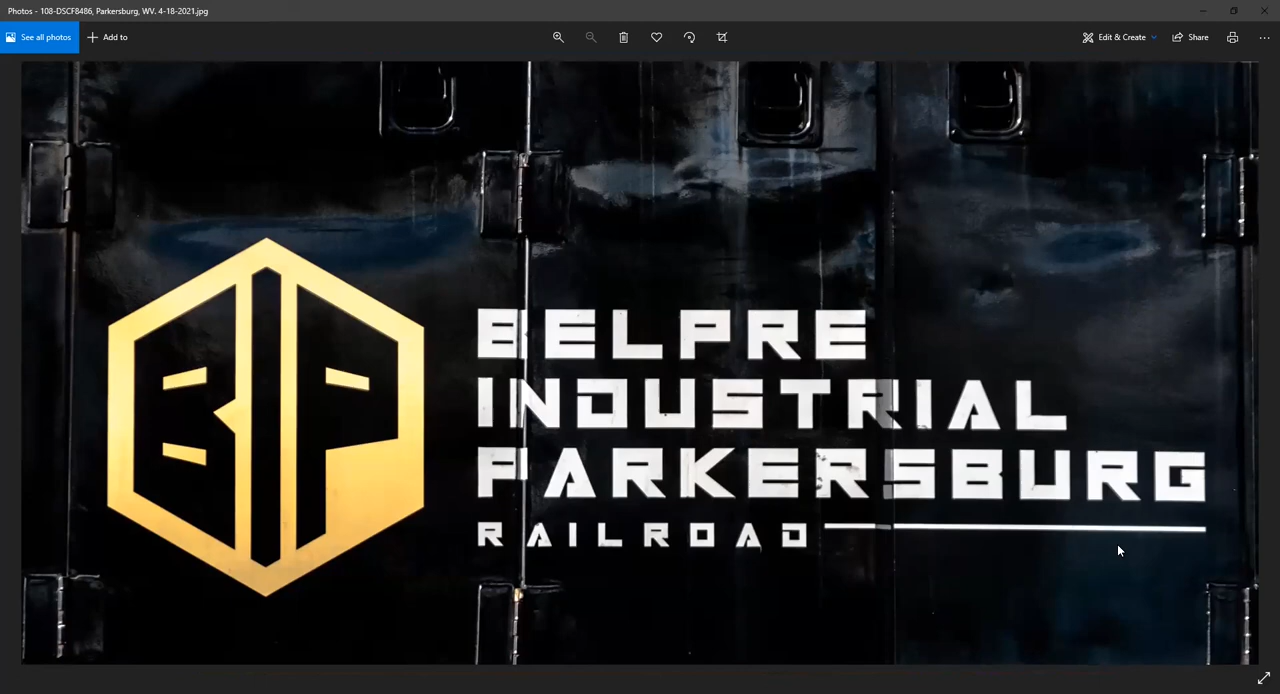 Photos - 108-DSCF8486, Parkersburg, WV. 4-18-2021.jpg
See all photos
Add to
Edit & Create
Share
BIP
BELPRE
INDUSTRIAL
PARKERSBURG
RAILROAD